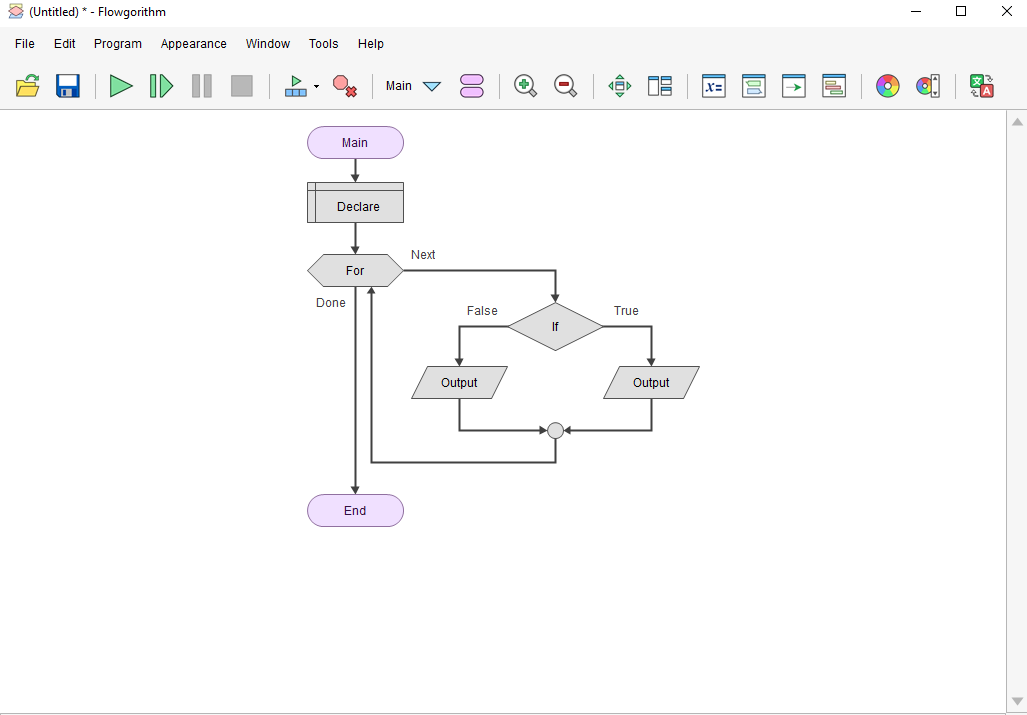 (Untitled) * - Flowgorithm
File Edit Program Appearance Window Tools Help
Main
x=
文
A
Main
Declare
For
Next
Done
If
False
True
Output
Output
End